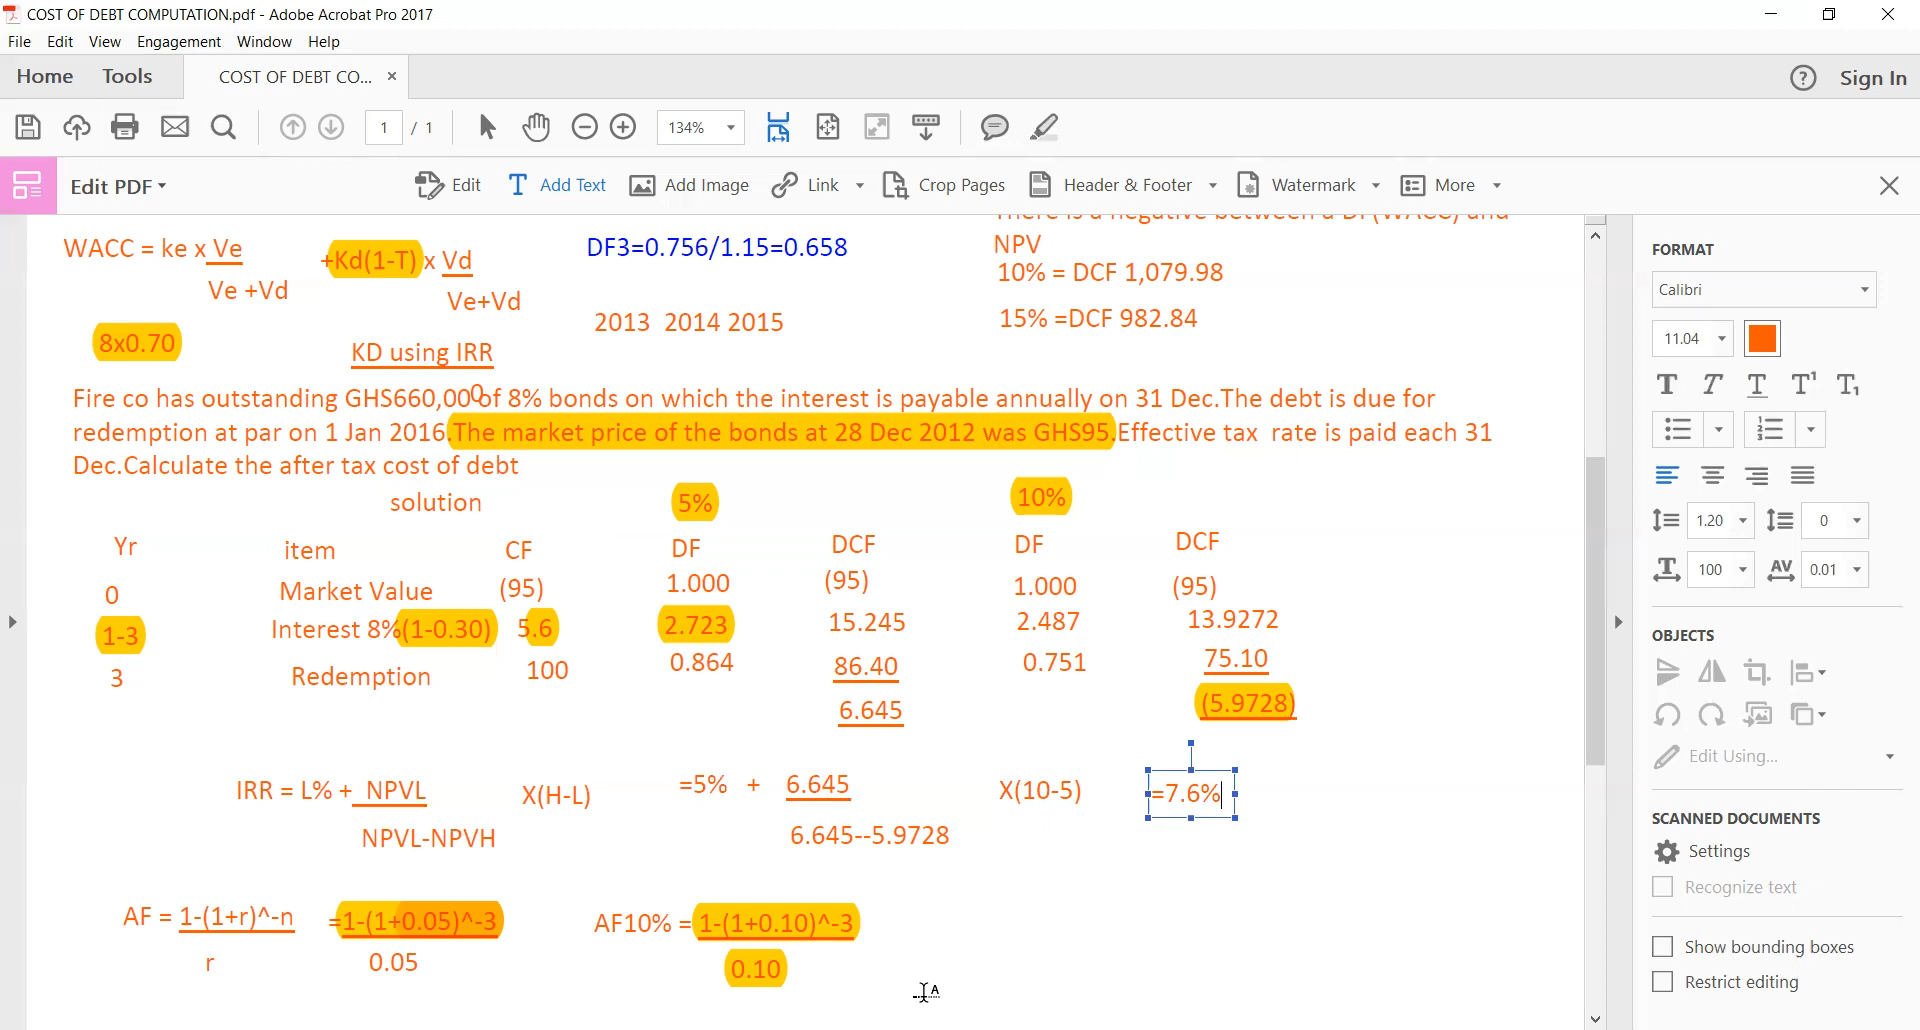 COST OF DEBT COMPUTATION.pdf - Adobe Acrobat Pro 2017
File Edit View Engagement Window Help
Home Tools COST OF DEBT CO... × ? Sign In
1 / 1 134%
Edit PDF Edit Add Text Add Image Link Crop Pages Header & Footer Watermark More
There is a negative between a DF(WACC) and
NPV
WACC = ke x Ve +Kd(1-T) x Vd DF3=0.756/1.15=0.658
10% = DCF 1,079.98
Ve +Vd Ve+Vd
2013 2014 2015 15% =DCF 982.84
8x0.70
KD using IRR
Fire co has outstanding GHS660,000 of 8% bonds on which the interest is payable annually on 31 Dec.The debt is due for
redemption at par on 1 Jan 2016.The market price of the bonds at 28 Dec 2012 was GHS95.Effective tax rate is paid each 31
Dec.Calculate the after tax cost of debt
solution 5% 10%
Yr item CF DF DCF DF DCF
0 Market Value (95) 1.000 (95) 1.000 (95)
1-3 Interest 8%(1-0.30) 5.6 2.723 15.245 2.487 13.9272
3 Redemption 100 0.864 86.40 0.751 75.10
6.645 (5.9728)
IRR = L% + NPVL X(H-L) =5% + 6.645 X(10-5) =7.6%
NPVL-NPVH 6.645--5.9728
AF = 1-(1+r)^-n =1-(1+0.05)^-3 AF10% = 1-(1+0.10)^-3
r 0.05 0.10
FORMAT
Calibri
11.04
T T T T¹ T₁
1.20 0
100 AV 0.01
OBJECTS
Edit Using...
SCANNED DOCUMENTS
Settings
Recognize text
Show bounding boxes
Restrict editing